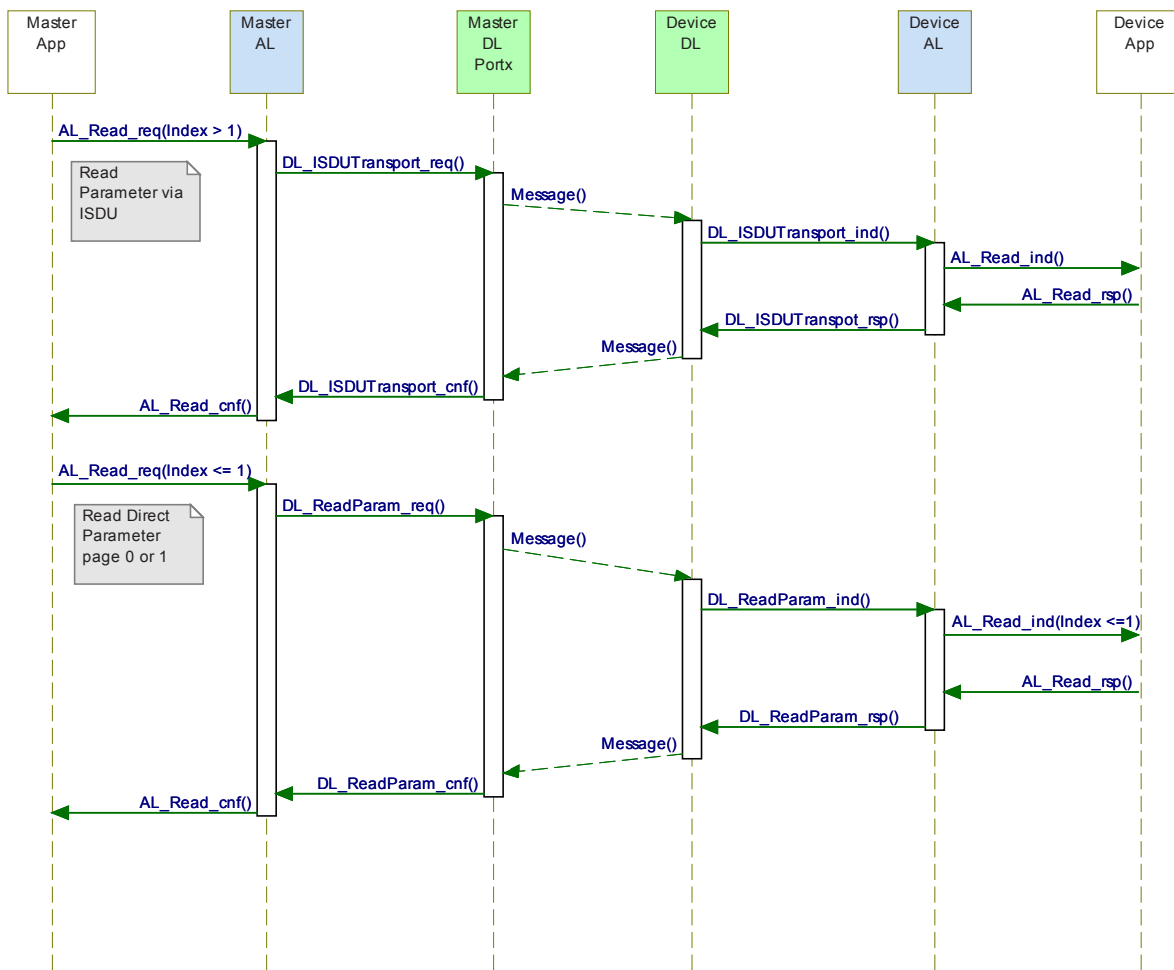 Master
App
Master
AL
Master
DL
Portx
Device
DL
Device
AL
Device
App
AL_Read_req(Index > 1)
Read
Parameter via
ISDU
DL_ISDUTransport_req()
Message()
DL_ISDUTransport_ind()
AL_Read_ind()
AL_Read_rsp()
DL_ISDUTranspot_rsp()
Message()
DL_ISDUTransport_cnf()
AL_Read_cnf()
AL_Read_req(Index <= 1)
Read Direct
Parameter
page 0 or 1
DL_ReadParam_req()
Message()
DL_ReadParam_ind()
AL_Read_ind(Index <=1)
AL_Read_rsp()
DL_ReadParam_rsp()
Message()
DL_ReadParam_cnf()
AL_Read_cnf()